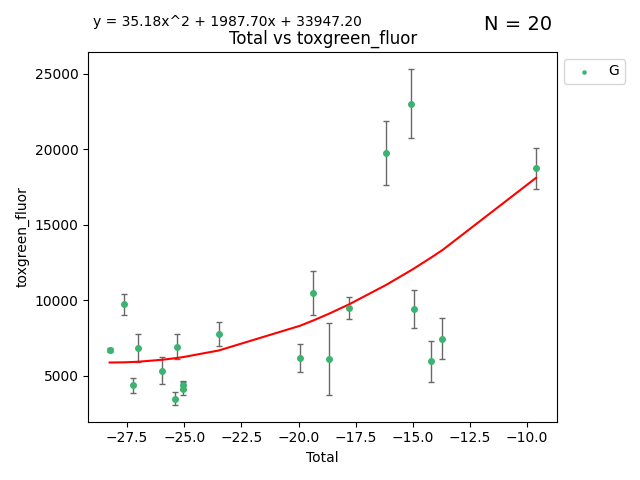 y = 35.18x^2 + 1987.70x + 33947.20
N = 20
Total vs toxgreen_fluor
G
25000
20000
15000
10000
5000
toxgreen_fluor
−27.5 −25.0 −22.5 −20.0 −17.5 −15.0 −12.5 −10.0
Total